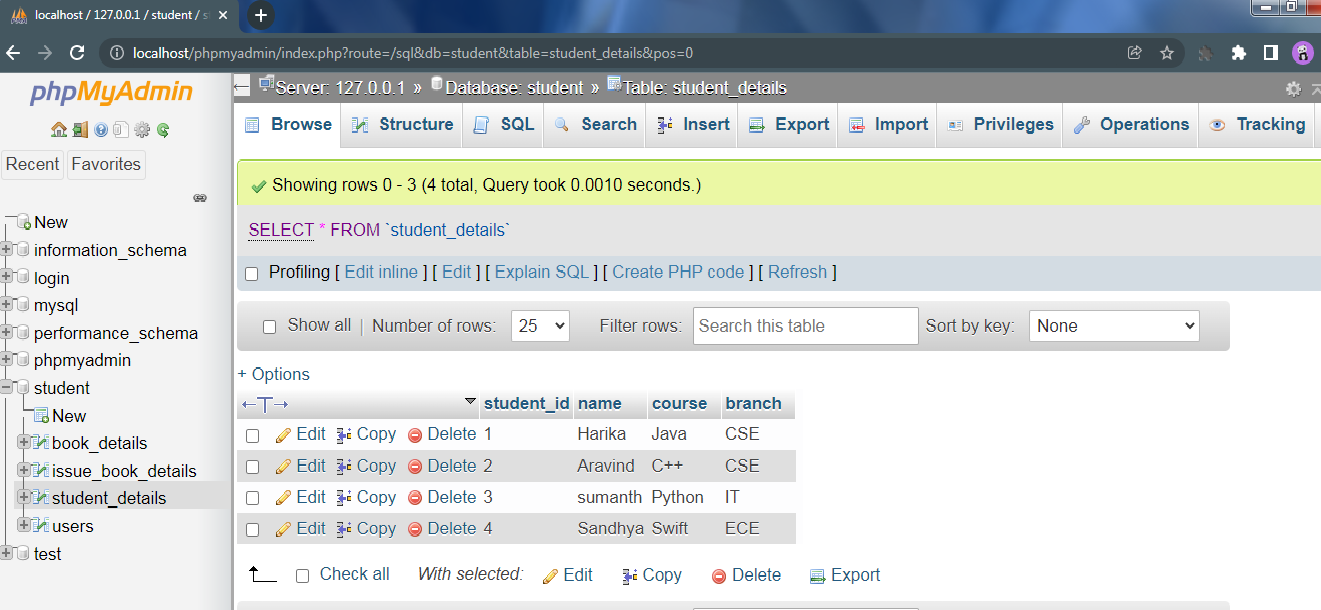 localhost / 127.0.0.1 / student / s
localhost/phpmyadmin/index.php?route=/sql&db=student&table=student_details&pos=0
phpMyAdmin
Recent Favorites
New
information_schema
login
mysql
performance_schema
phpmyadmin
student
New
book_details
issue_book_details
student_details
users
test
Server: 127.0.0.1 » Database: student » Table: student_details
Browse Structure SQL Search Insert Export Import Privileges Operations Tracking
Showing rows 0 - 3 (4 total, Query took 0.0010 seconds.)
SELECT * FROM `student_details`
Profiling [ Edit inline ] [ Edit ] [ Explain SQL ] [ Create PHP code ] [ Refresh ]
Show all | Number of rows: 25 Filter rows: Search this table Sort by key: None
+ Options
←T→ student_id name course branch
Edit Copy Delete 1 Harika Java CSE
Edit Copy Delete 2 Aravind C++ CSE
Edit Copy Delete 3 sumanth Python IT
Edit Copy Delete 4 Sandhya Swift ECE
Check all With selected: Edit Copy Delete Export